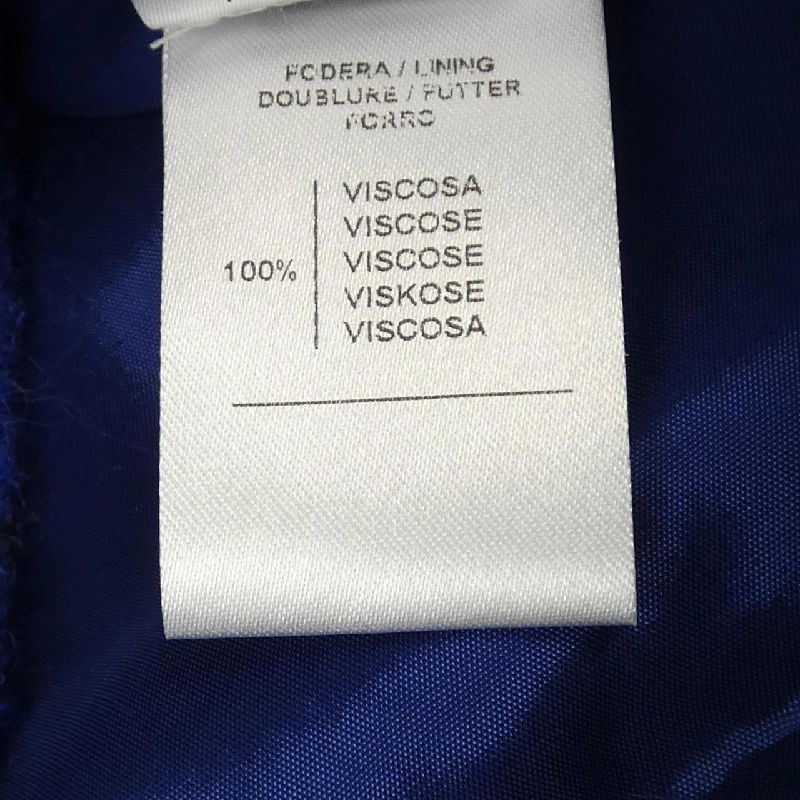 FODERA / LINING
DOUBLURE / FUTTER
FORRO
100%
VISCOSA
VISCOSE
VISCOSE
VISKOSE
VISCOSA